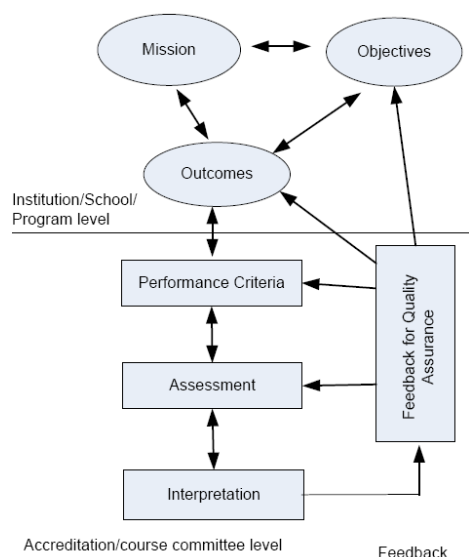 Mission
Objectives
Outcomes
Institution/School/
Program level
Performance Criteria
Feedback for Quality
Assurance
Assessment
Interpretation
Accreditation/course committee level
Feedback